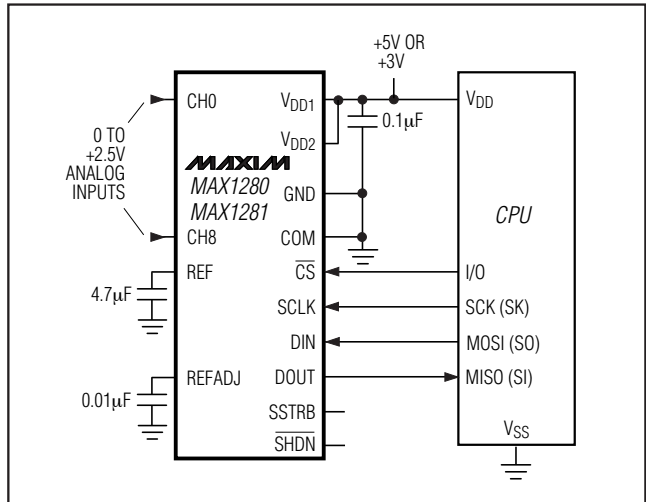 +5V OR
+3V
CH0
VDD1
VDD
0.1µF
0 TO
+2.5V
ANALOG
INPUTS
VDD2
MAXIM
MAX1280
MAX1281
GND
CPU
CH8
COM
REF
CS
I/O
4.7µF
SCLK
SCK (SK)
DIN
MOSI (SO)
REFADJ
DOUT
MISO (SI)
0.01µF
SSTRB
SHDN
VSS